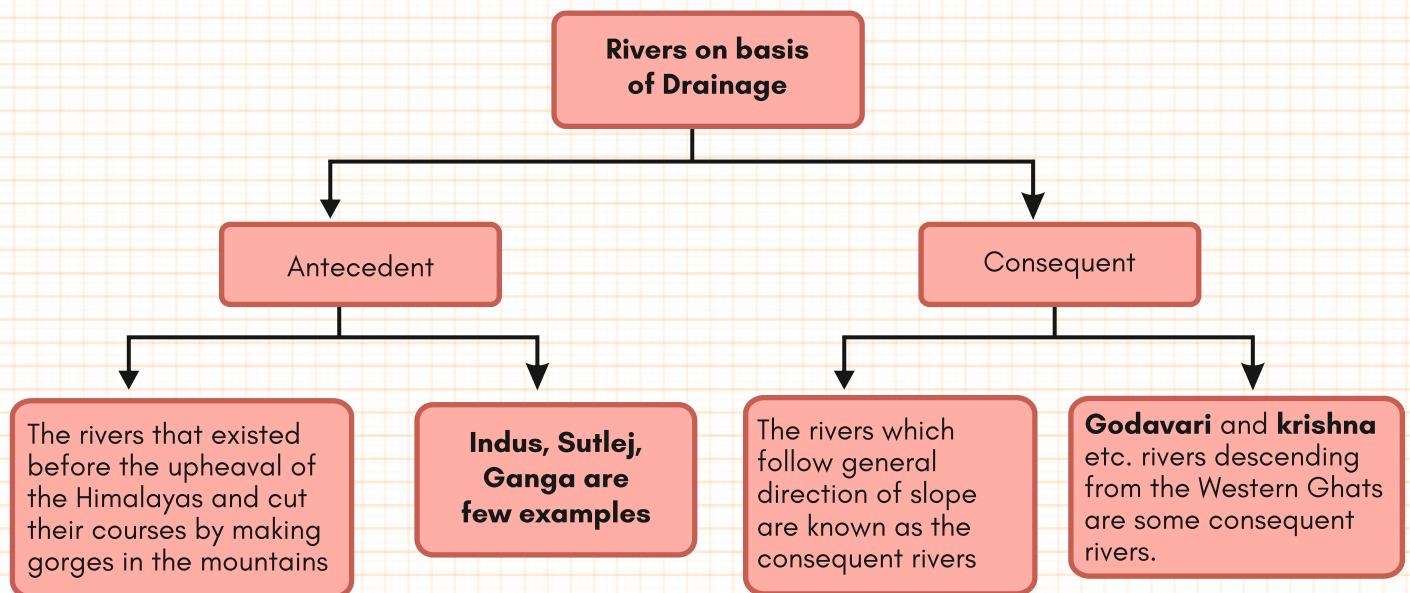 Rivers on basis
of Drainage
Antecedent
Consequent
The rivers that existed
before the upheaval of
the Himalayas and cut
their courses by making
gorges in the mountains
Indus, Sutlej,
Ganga are
few examples
The rivers which
follow general
direction of slope
are known as the
consequent rivers
Godavari and krishna
etc. rivers descending
from the Western Ghats
are some consequent
rivers.